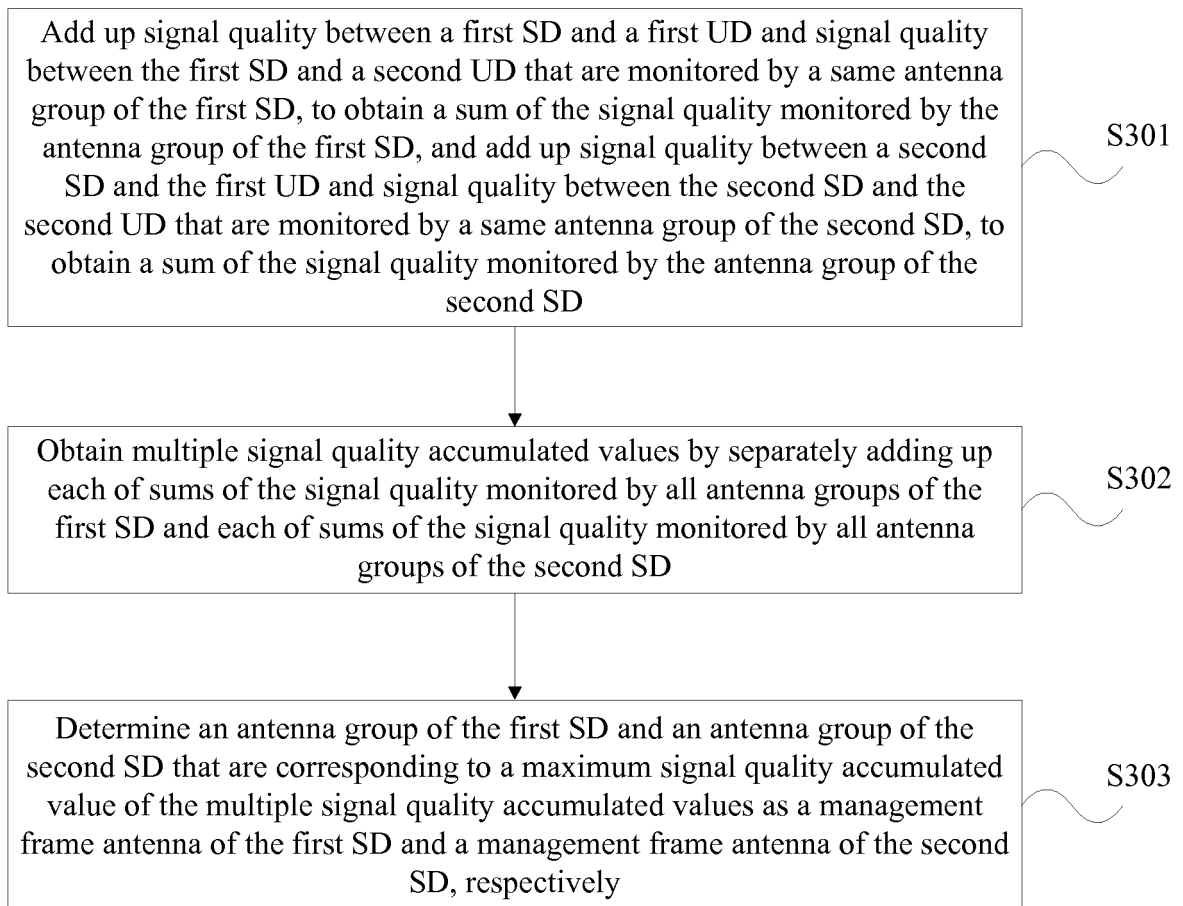 Add up signal quality between a first SD and a first UD and signal quality
between the first SD and a second UD that are monitored by a same antenna
group of the first SD, to obtain a sum of the signal quality monitored by the
antenna group of the first SD, and add up signal quality between a second
SD and the first UD and signal quality between the second SD and the
second UD that are monitored by a same antenna group of the second SD, to
obtain a sum of the signal quality monitored by the antenna group of the
second SD
S301
Obtain multiple signal quality accumulated values by separately adding up
each of sums of the signal quality monitored by all antenna groups of the
first SD and each of sums of the signal quality monitored by all antenna
groups of the second SD
S302
Determine an antenna group of the first SD and an antenna group of the
second SD that are corresponding to a maximum signal quality accumulated
value of the multiple signal quality accumulated values as a management
frame antenna of the first SD and a management frame antenna of the second
SD, respectively
S303